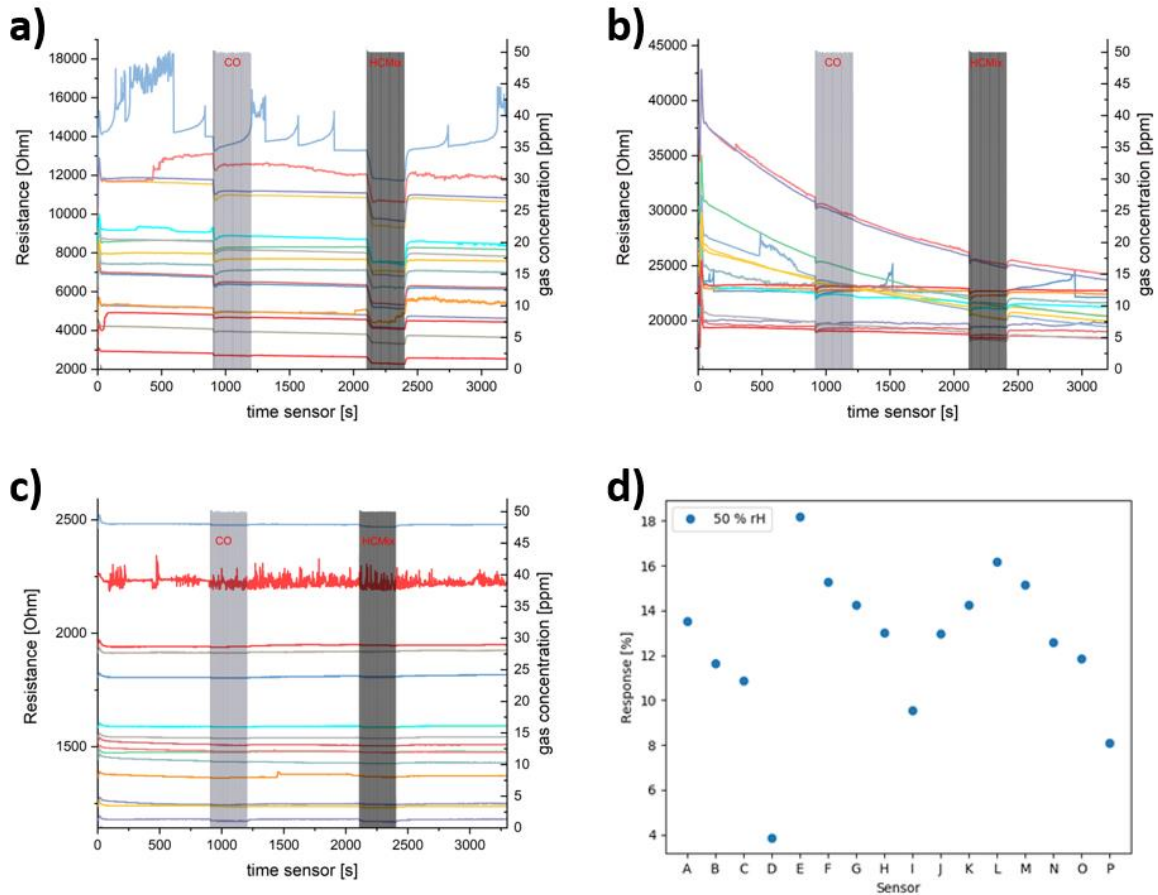 a)
18000
16000
14000
12000
10000
8000
6000
4000
2000
Resistance [Ohm]
CO
HCMix
50
45
40
35
30
25
20
15
10
5
0
gas concentration [ppm]
0 500 1000 1500 2000 2500 3000
time sensor [s]
b)
45000
40000
35000
30000
25000
20000
Resistance [Ohm]
CO
HCMix
50
45
40
35
30
25
20
15
10
5
0
gas concentration [ppm]
0 500 1000 1500 2000 2500 3000
time sensor [s]
c)
2500
2000
1500
Resistance [Ohm]
CO
HCMix
50
45
40
35
30
25
20
15
10
5
0
gas concentration [ppm]
0 500 1000 1500 2000 2500 3000
time sensor [s]
d)
50 % rH
18
16
14
12
10
8
6
4
Response [%]
A B C D E F G H I J K L M N O P
Sensor